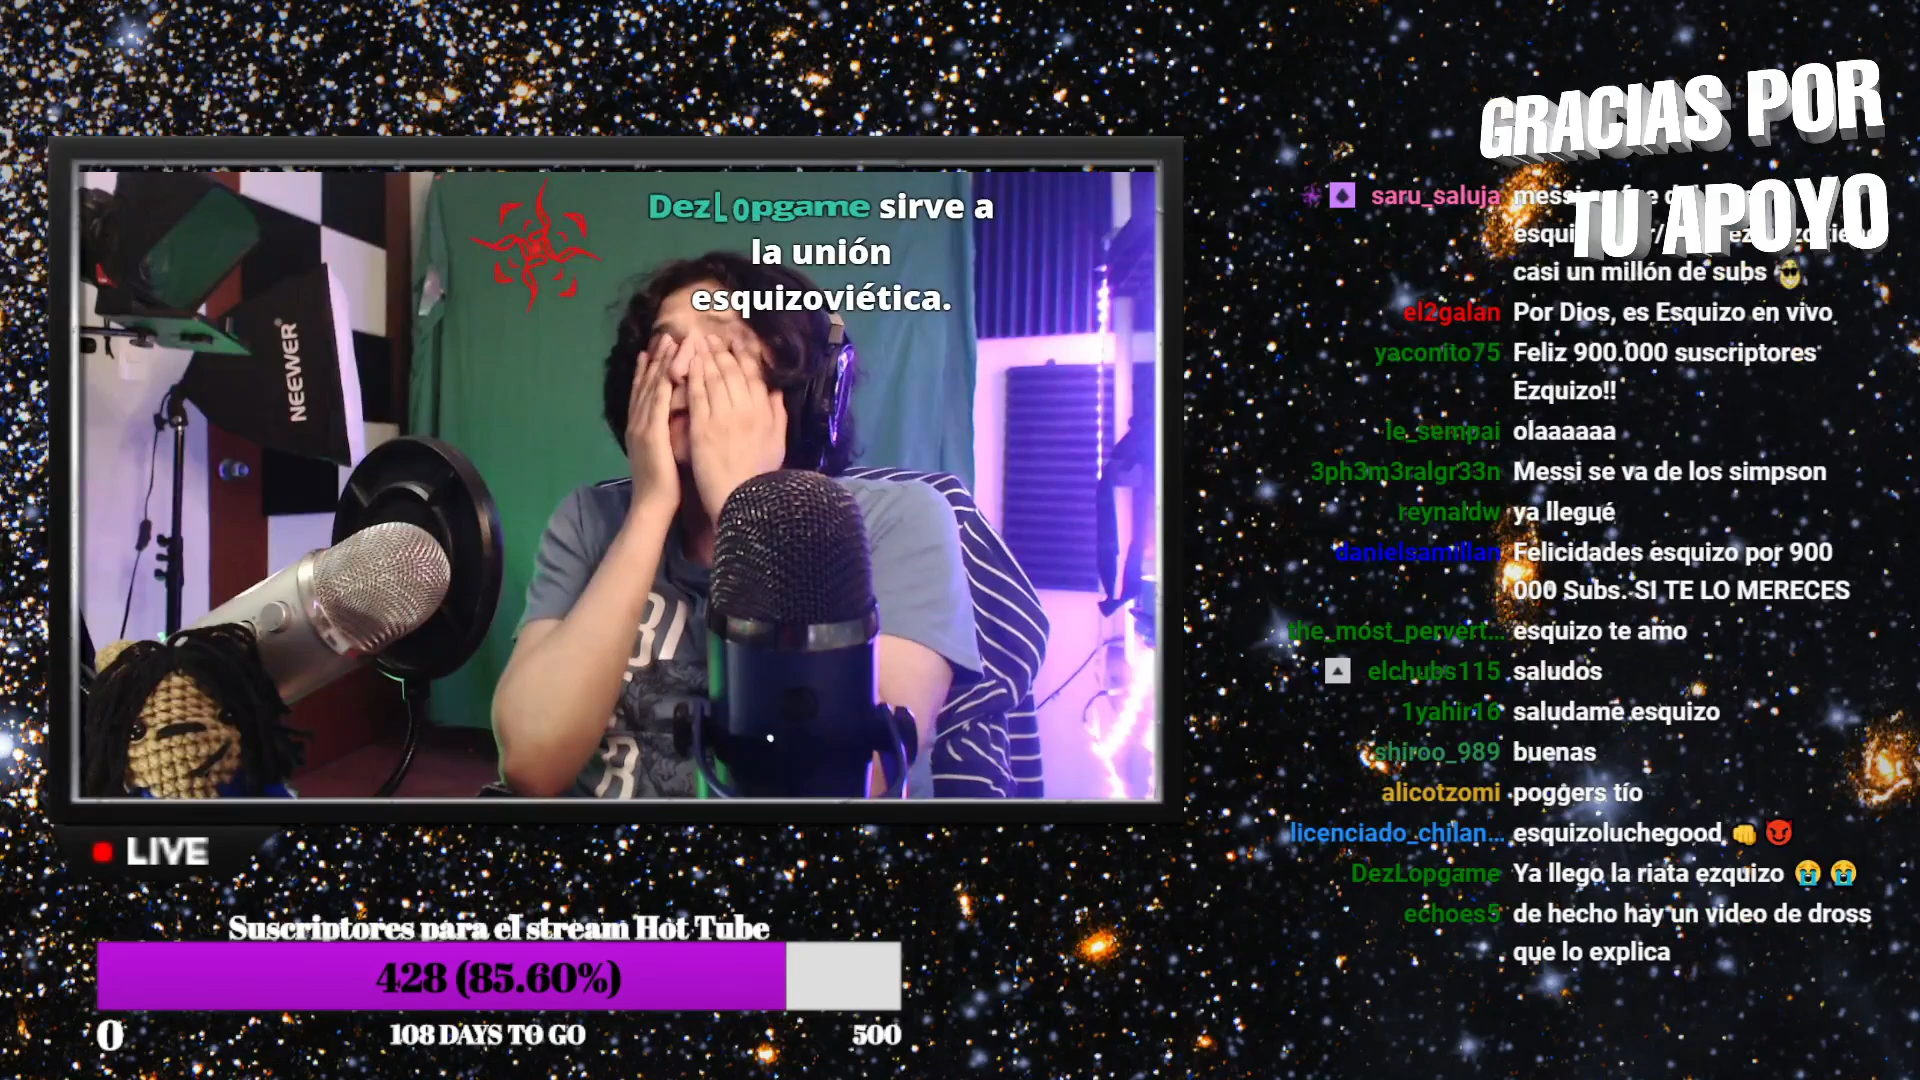 GRACIAS POR
TU APOYO
DezLopgame sirve a
la unión
esquizoviética.
NEEWER
saru_saluja
casi un millón de subs
el2galan Por Dios, es Esquizo en vivo
yaconito75 Feliz 900.000 suscriptores
Ezquizo!!
le_sempai olaaaaaa
3ph3m3ralgr33n Messi se va de los simpson
reynaldw ya llegué
danielsamillan Felicidades esquizo por 900
000 Subs. SI TE LO MERECES
the_most_pervert... esquizo te amo
elchubs115 saludos
1yahir16 saludame esquizo
shiroo_989 buenas
alicotzomi poggers tío
licenciado_chilan... esquizoluchegood 👊 😈
DezLopgame Ya llego la riata ezquizo 😭 😭
echoes5 de hecho hay un video de dross
que lo explica
LIVE
Suscriptores para el stream Hot Tube
428 (85.60%)
0 108 DAYS TO GO 500